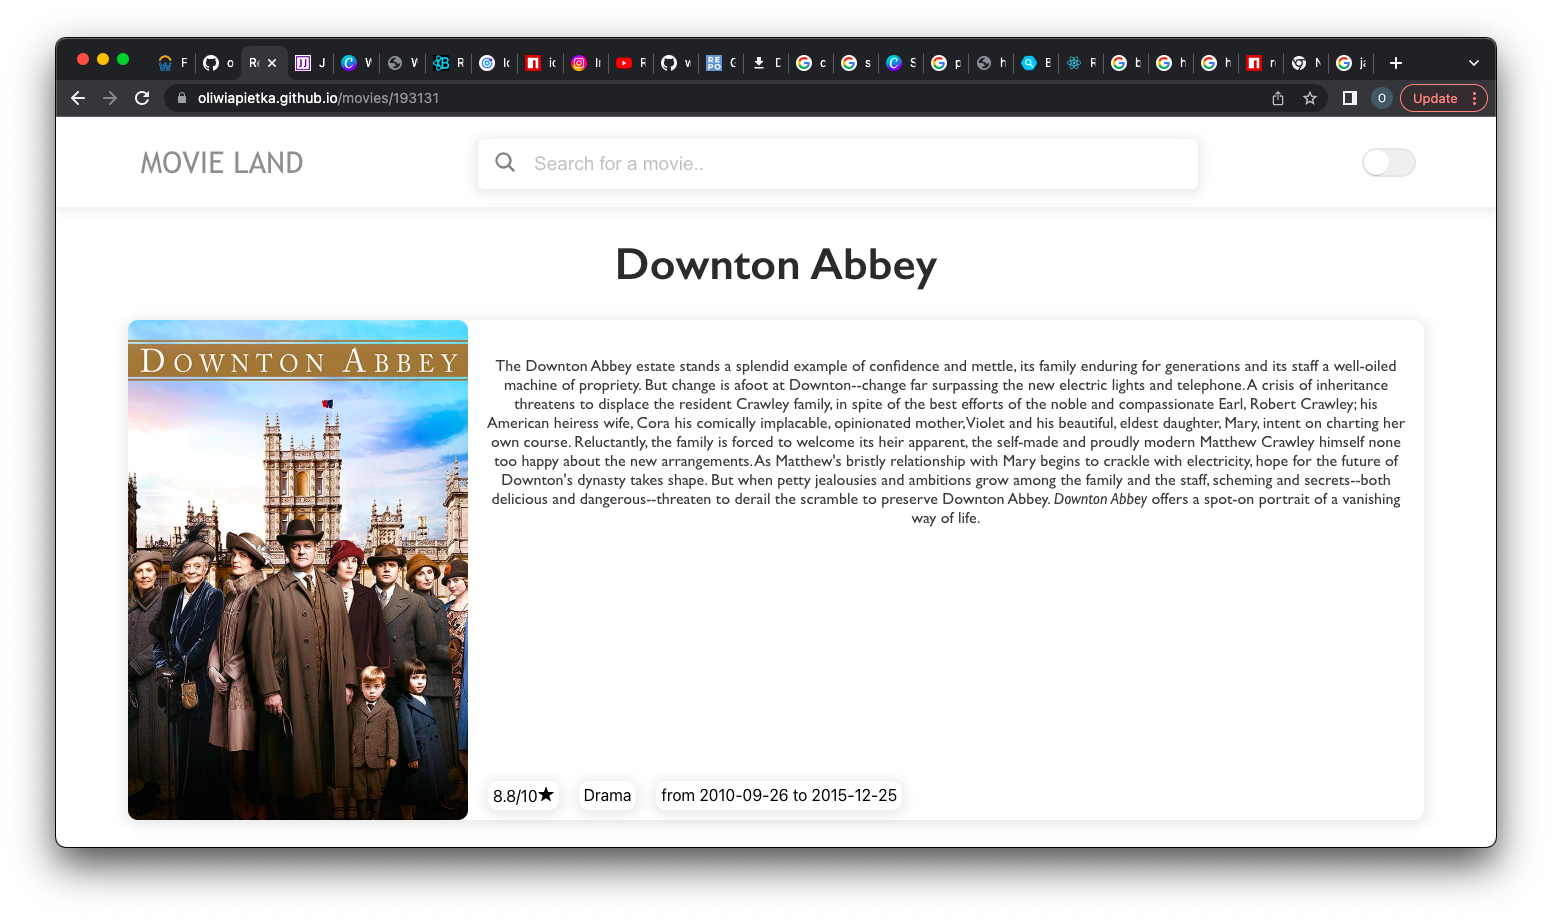 F
o
Re
J
W
W
R
Ic
ic
In
R
w
G
D
c
s
S
p
h
E
R
b
h
h
n
N
ja
oliwiapietka.github.io/movies/193131
O
Update
MOVIE LAND
Search for a movie..
Downton Abbey
DOWNTON ABBEY
The Downton Abbey estate stands a splendid example of confidence and mettle, its family enduring for generations and its staff a well-oiled
machine of propriety. But change is afoot at Downton--change far surpassing the new electric lights and telephone. A crisis of inheritance
threatens to displace the resident Crawley family, in spite of the best efforts of the noble and compassionate Earl, Robert Crawley; his
American heiress wife, Cora his comically implacable, opinionated mother, Violet and his beautiful, eldest daughter, Mary, intent on charting her
own course. Reluctantly, the family is forced to welcome its heir apparent, the self-made and proudly modern Matthew Crawley himself none
too happy about the new arrangements. As Matthew's bristly relationship with Mary begins to crackle with electricity, hope for the future of
Downton's dynasty takes shape. But when petty jealousies and ambitions grow among the family and the staff, scheming and secrets--both
delicious and dangerous--threaten to derail the scramble to preserve Downton Abbey. Downton Abbey offers a spot-on portrait of a vanishing
way of life.
8.8/10★
Drama
from 2010-09-26 to 2015-12-25